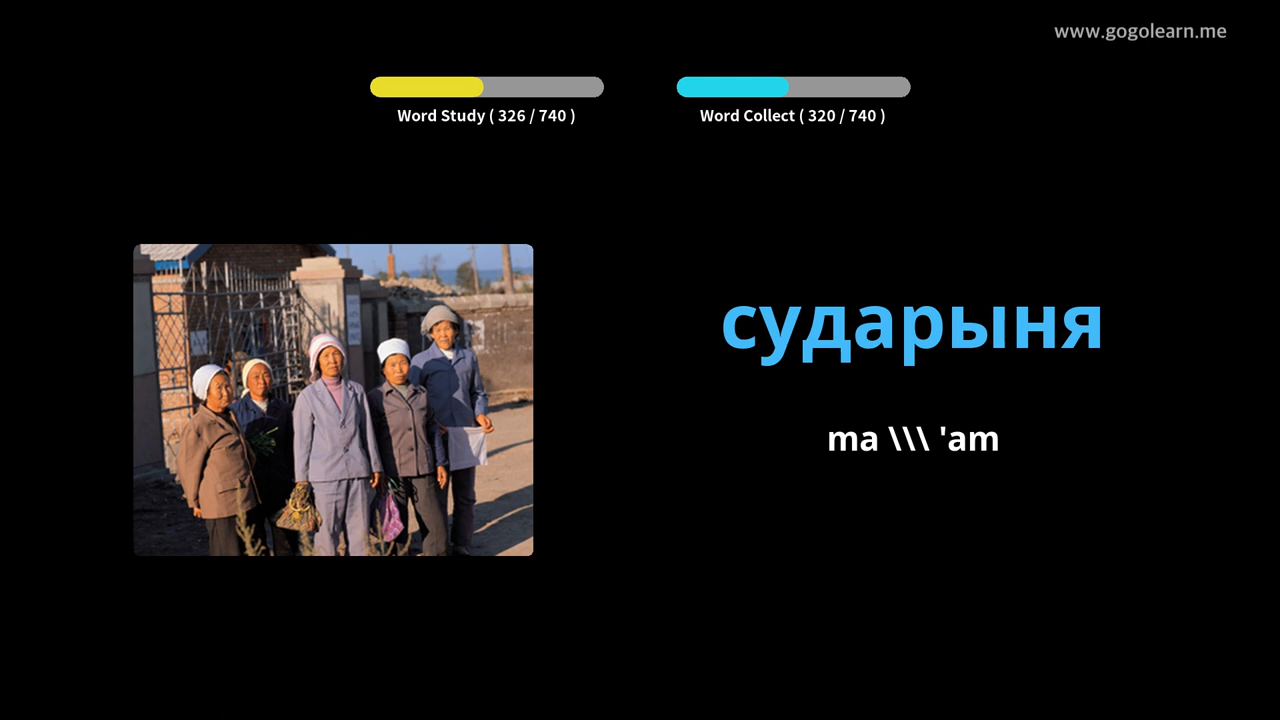 www.gogolearn.me
Word Study ( 326 / 740 )
Word Collect ( 320 / 740 )
сударыня
ma \\\ 'am